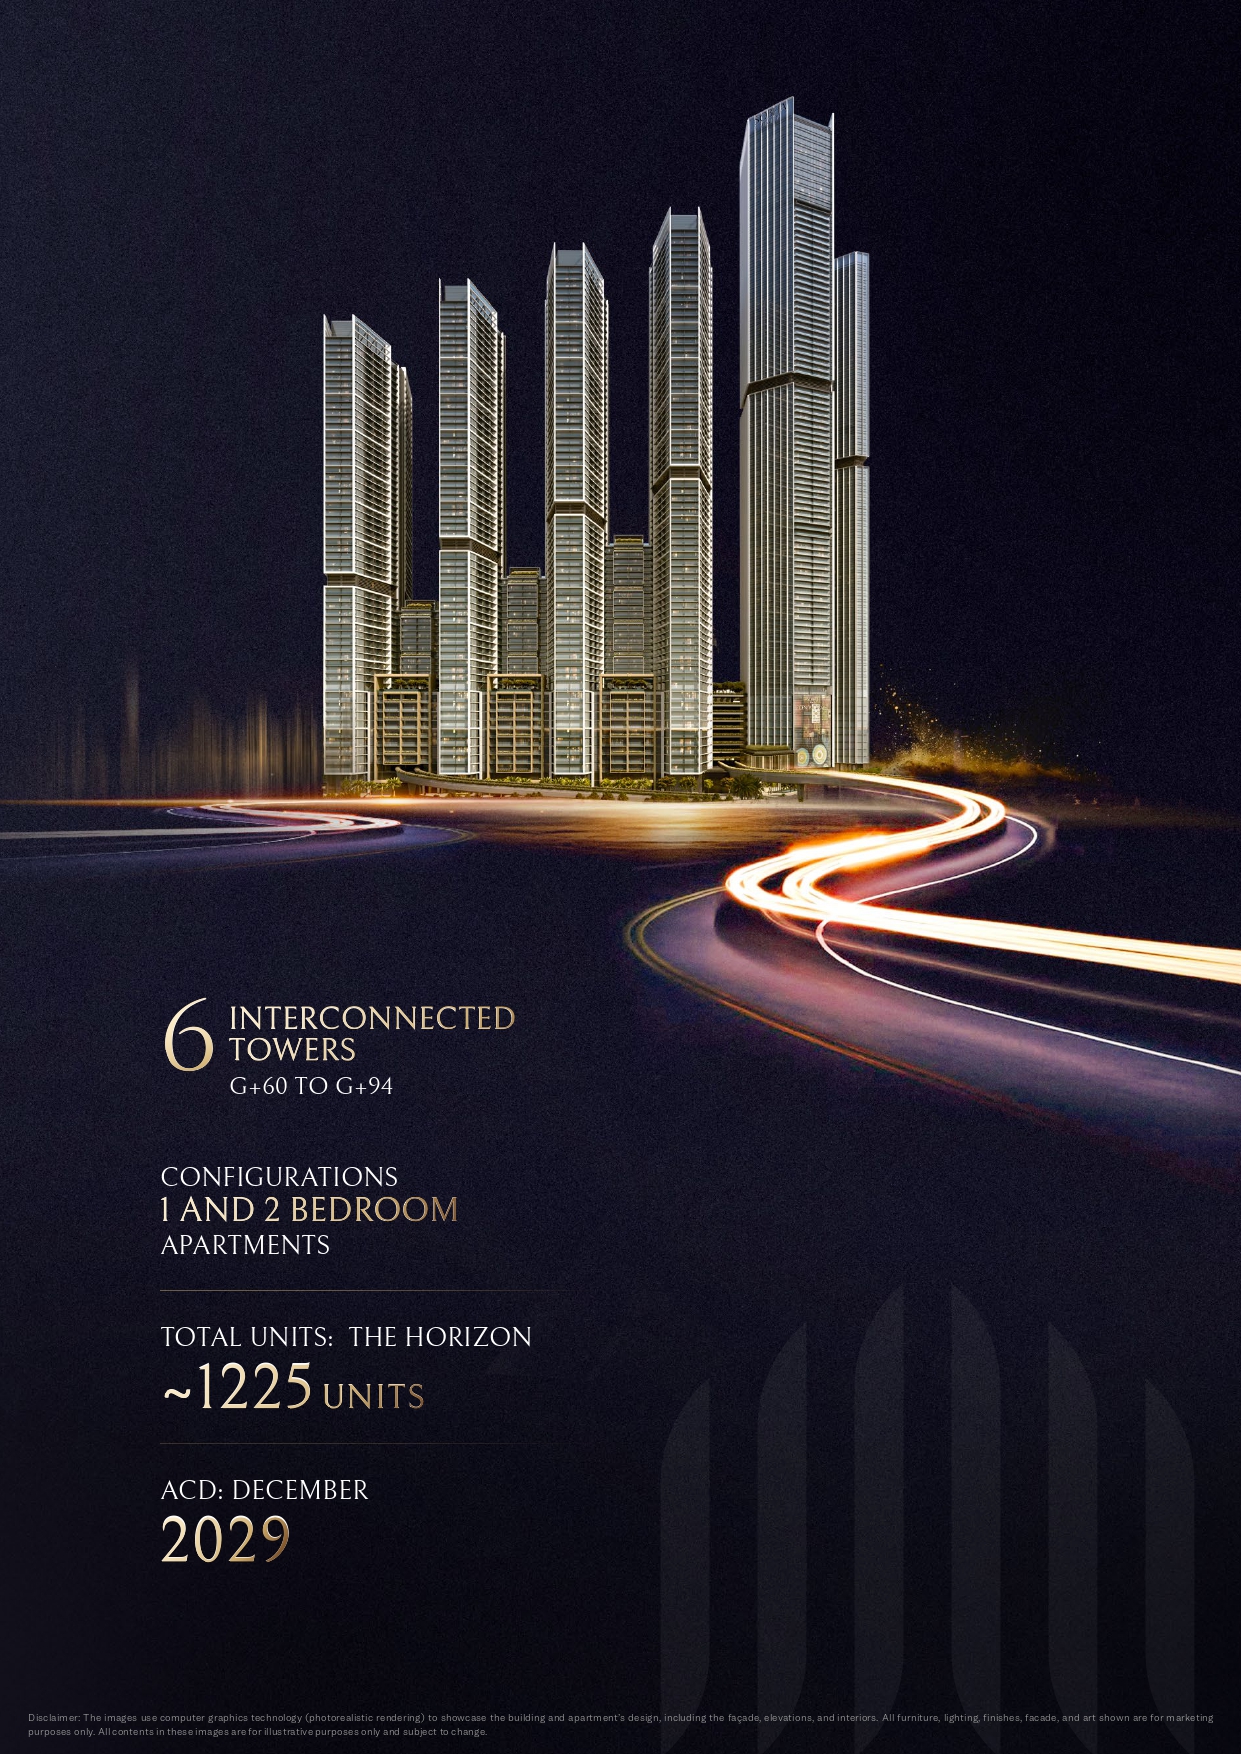 6 INTERCONNECTED
TOWERS
G+60 TO G+94
CONFIGURATIONS
1 AND 2 BEDROOM
APARTMENTS
TOTAL UNITS: THE HORIZON
~1225 UNITS
ACD: DECEMBER
2029
Disclaimer: The images use computer graphics technology (photorealistic rendering) to showcase the building and apartment's design, including the façade, elevations, and interiors. All furniture, lighting, finishes, facade, and art shown are for marketing
purposes only. All contents in these images are for illustrative purposes only and subject to change.